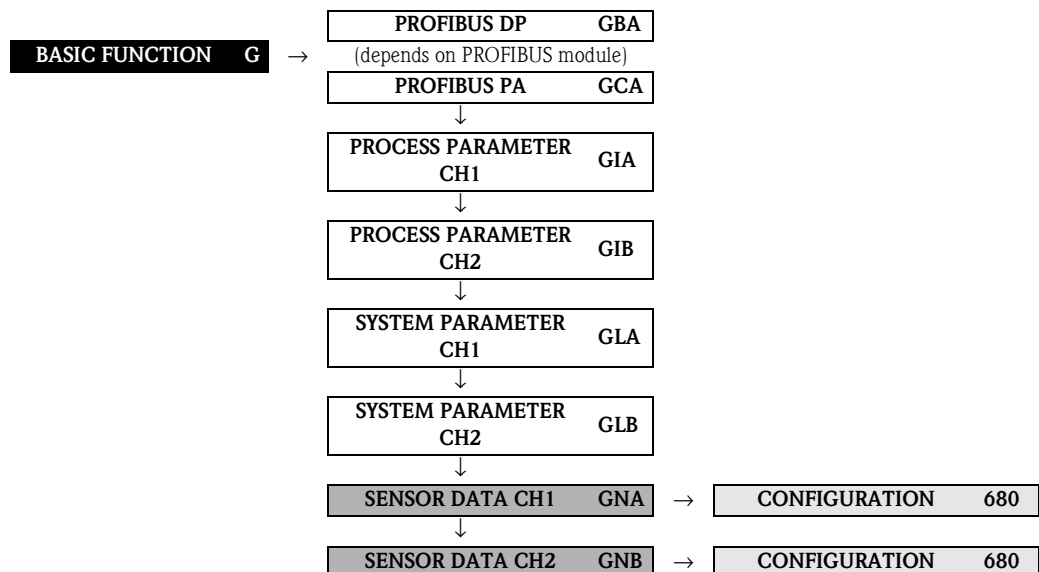 PROFIBUS DP GBA
BASIC FUNCTION G → (depends on PROFIBUS module)
PROFIBUS PA GCA
↓
PROCESS PARAMETER
CH1 GIA
↓
PROCESS PARAMETER
CH2 GIB
↓
SYSTEM PARAMETER
CH1 GLA
↓
SYSTEM PARAMETER
CH2 GLB
↓
SENSOR DATA CH1 GNA → CONFIGURATION 680
↓
SENSOR DATA CH2 GNB → CONFIGURATION 680